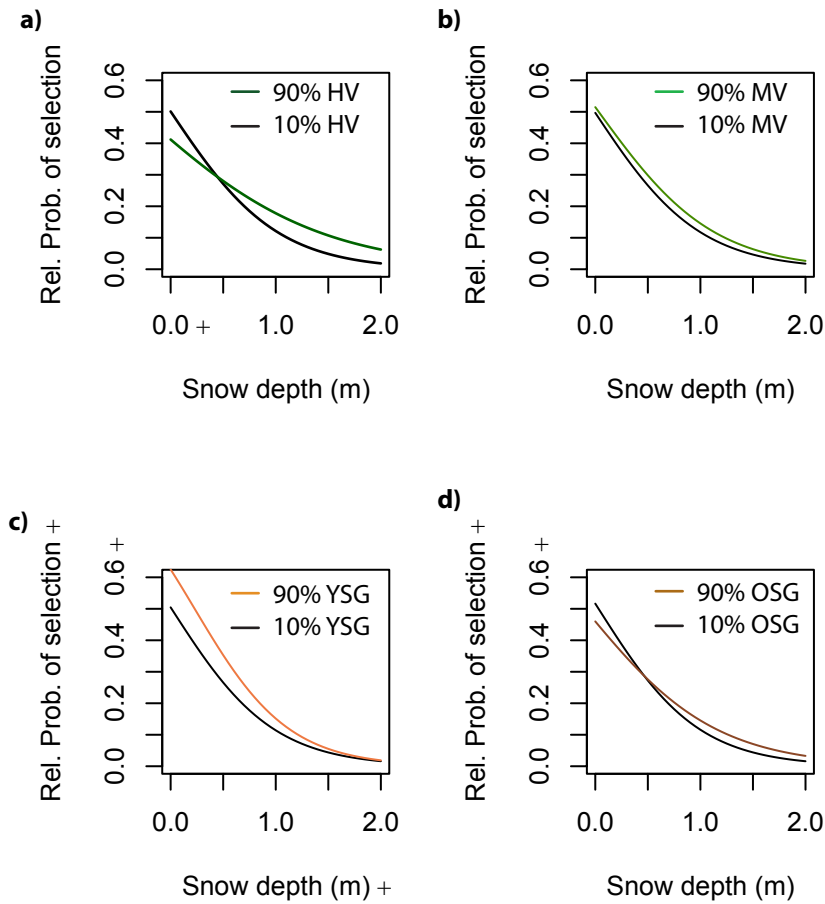 a)
Rel. Prob. of selection
0.0 0.2 0.4 0.6
90% HV
10% HV
0.0 + 1.0 2.0
Snow depth (m)
b)
Rel. Prob. of selection
0.0 0.2 0.4 0.6
90% MV
10% MV
0.0 1.0 2.0
Snow depth (m)
c)
Rel. Prob. of selection +
0.0 0.2 0.4 0.6 +
90% YSG
10% YSG
0.0 1.0 2.0
Snow depth (m) +
d)
Rel. Prob. of selection +
0.0 0.2 0.4 0.6 +
90% OSG
10% OSG
0.0 1.0 2.0
Snow depth (m)